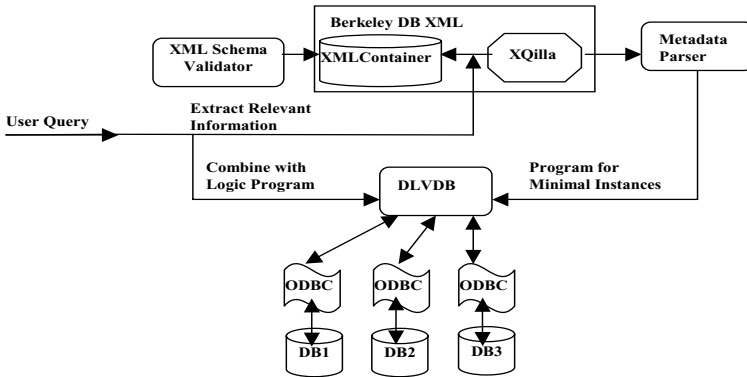 Berkeley DB XML
XML Schema
Validator
XMLContainer
XQilla
Metadata
Parser
User Query
Extract Relevant
Information
Combine with
Logic Program
DLVDB
Program for
Minimal Instances
ODBC
ODBC
ODBC
DB1
DB2
DB3